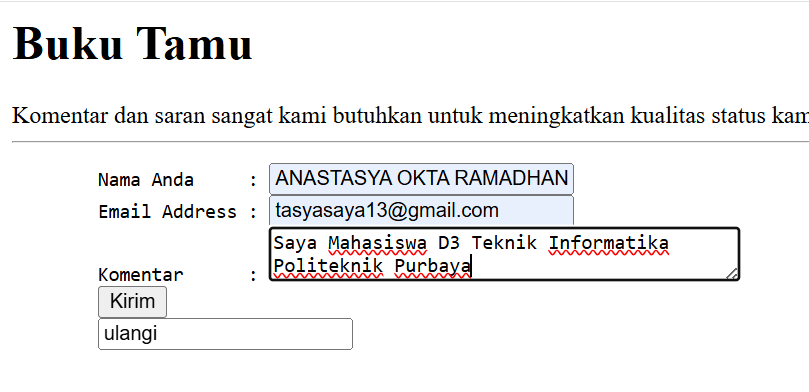 Buku Tamu
Komentar dan saran sangat kami butuhkan untuk meningkatkan kualitas status kam
Nama Anda : ANASTASYA OKTA RAMADHAN
Email Address : tasyasaya13@gmail.com
Saya Mahasiswa D3 Teknik Informatika
Komentar : Politeknik Purbaya
Kirim
ulangi